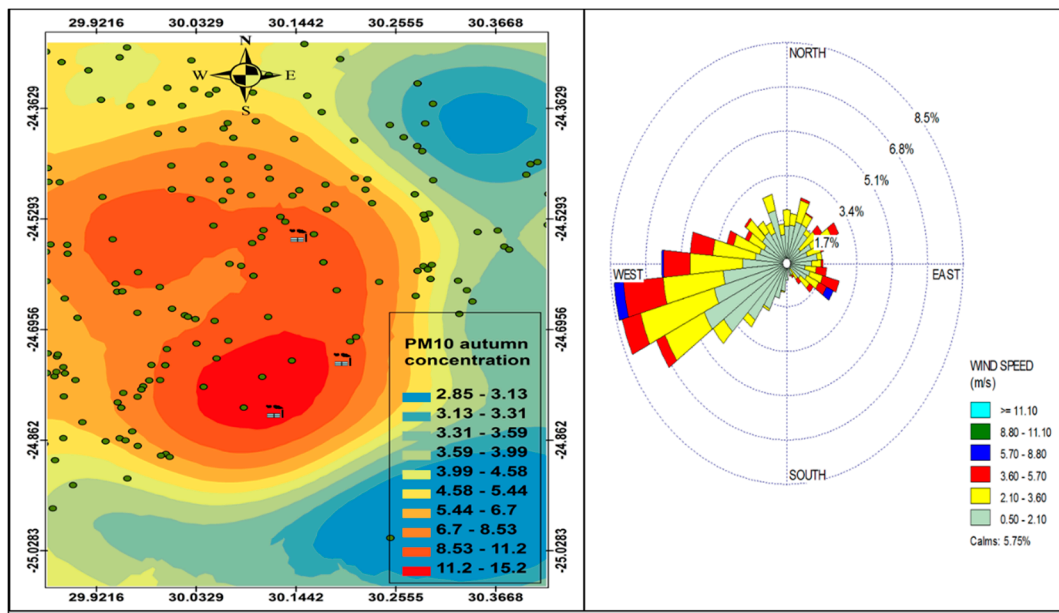 29.9216 30.0329 30.1442 30.2555 30.3668
N
W E
S
-24.3629 -24.3629
-24.5293 -24.5293
-24.6956 -24.6956
-24.862 -24.862
-25.0283 -25.0283
PM10 autumn
concentration
2.85 - 3.13
3.13 - 3.31
3.31 - 3.59
3.59 - 3.99
3.99 - 4.58
4.58 - 5.44
5.44 - 6.7
6.7 - 8.53
8.53 - 11.2
11.2 - 15.2
29.9216 30.0329 30.1442 30.2555 30.3668
NORTH
8.5%
6.8%
5.1%
3.4%
1.7%
WEST EAST
SOUTH
WIND SPEED
(m/s)
>= 11.10
8.80 - 11.10
5.70 - 8.80
3.60 - 5.70
2.10 - 3.60
0.50 - 2.10
Calms: 5.75%